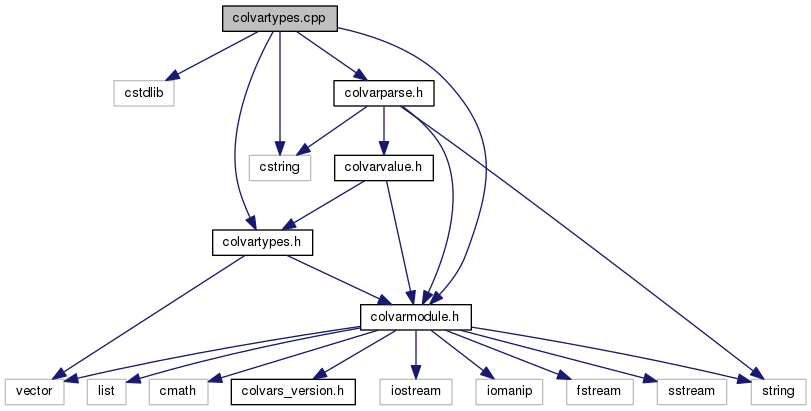 colvartypes.cpp
cstdlib
colvarparse.h
cstring
colvarvalue.h
colvartypes.h
colvarmodule.h
vector
list
cmath
colvars_version.h
iostream
iomanip
fstream
sstream
string